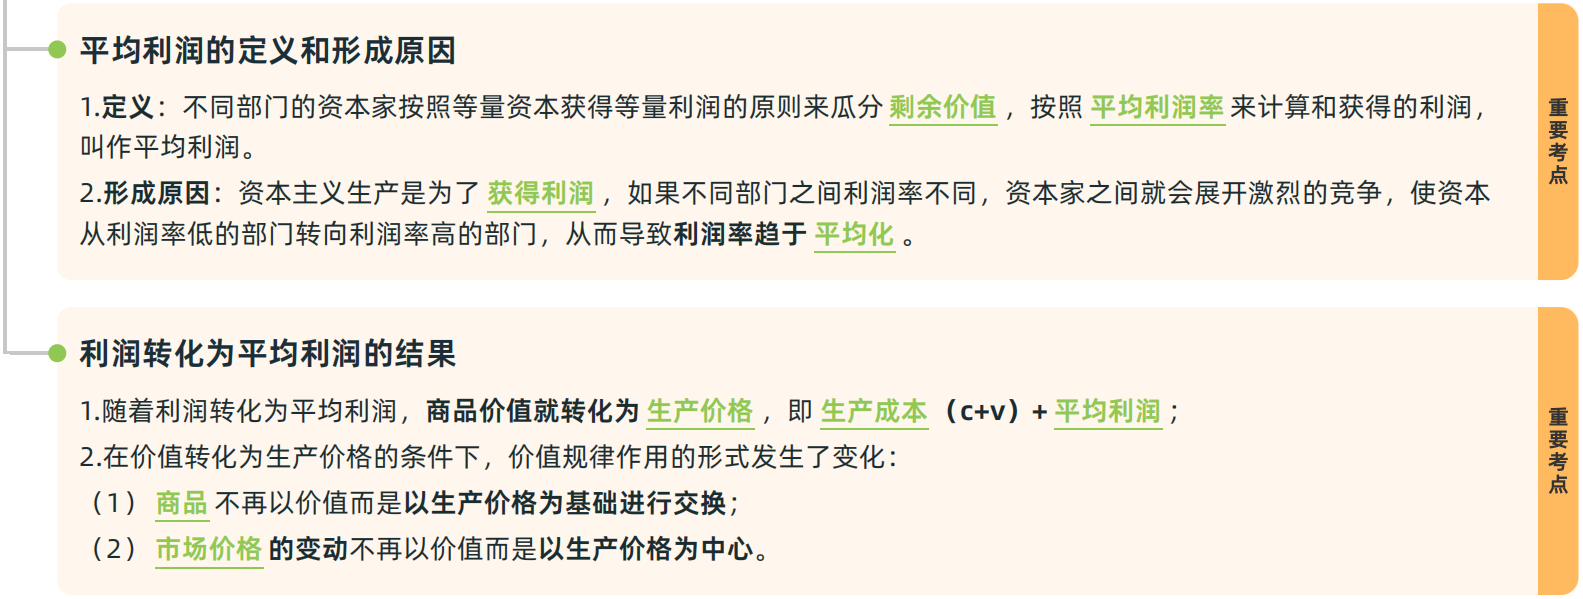 平均利润的定义和形成原因
1.定义：不同部门的资本家按照等量资本获得等量利润的原则来瓜分 剩余价值 ，按照 平均利润率 来计算和获得的利润，
叫作平均利润。
2.形成原因：资本主义生产是为了 获得利润 ，如果不同部门之间利润率不同，资本家之间就会展开激烈的竞争，使资本
从利润率低的部门转向利润率高的部门，从而导致利润率趋于 平均化 。
重要考点
利润转化为平均利润的结果
1.随着利润转化为平均利润，商品价值就转化为 生产价格 ，即 生产成本 （c+v）+ 平均利润 ；
2.在价值转化为生产价格的条件下，价值规律作用的形式发生了变化：
（1） 商品 不再以价值而是以生产价格为基础进行交换；
（2） 市场价格 的变动不再以价值而是以生产价格为中心。
重要考点